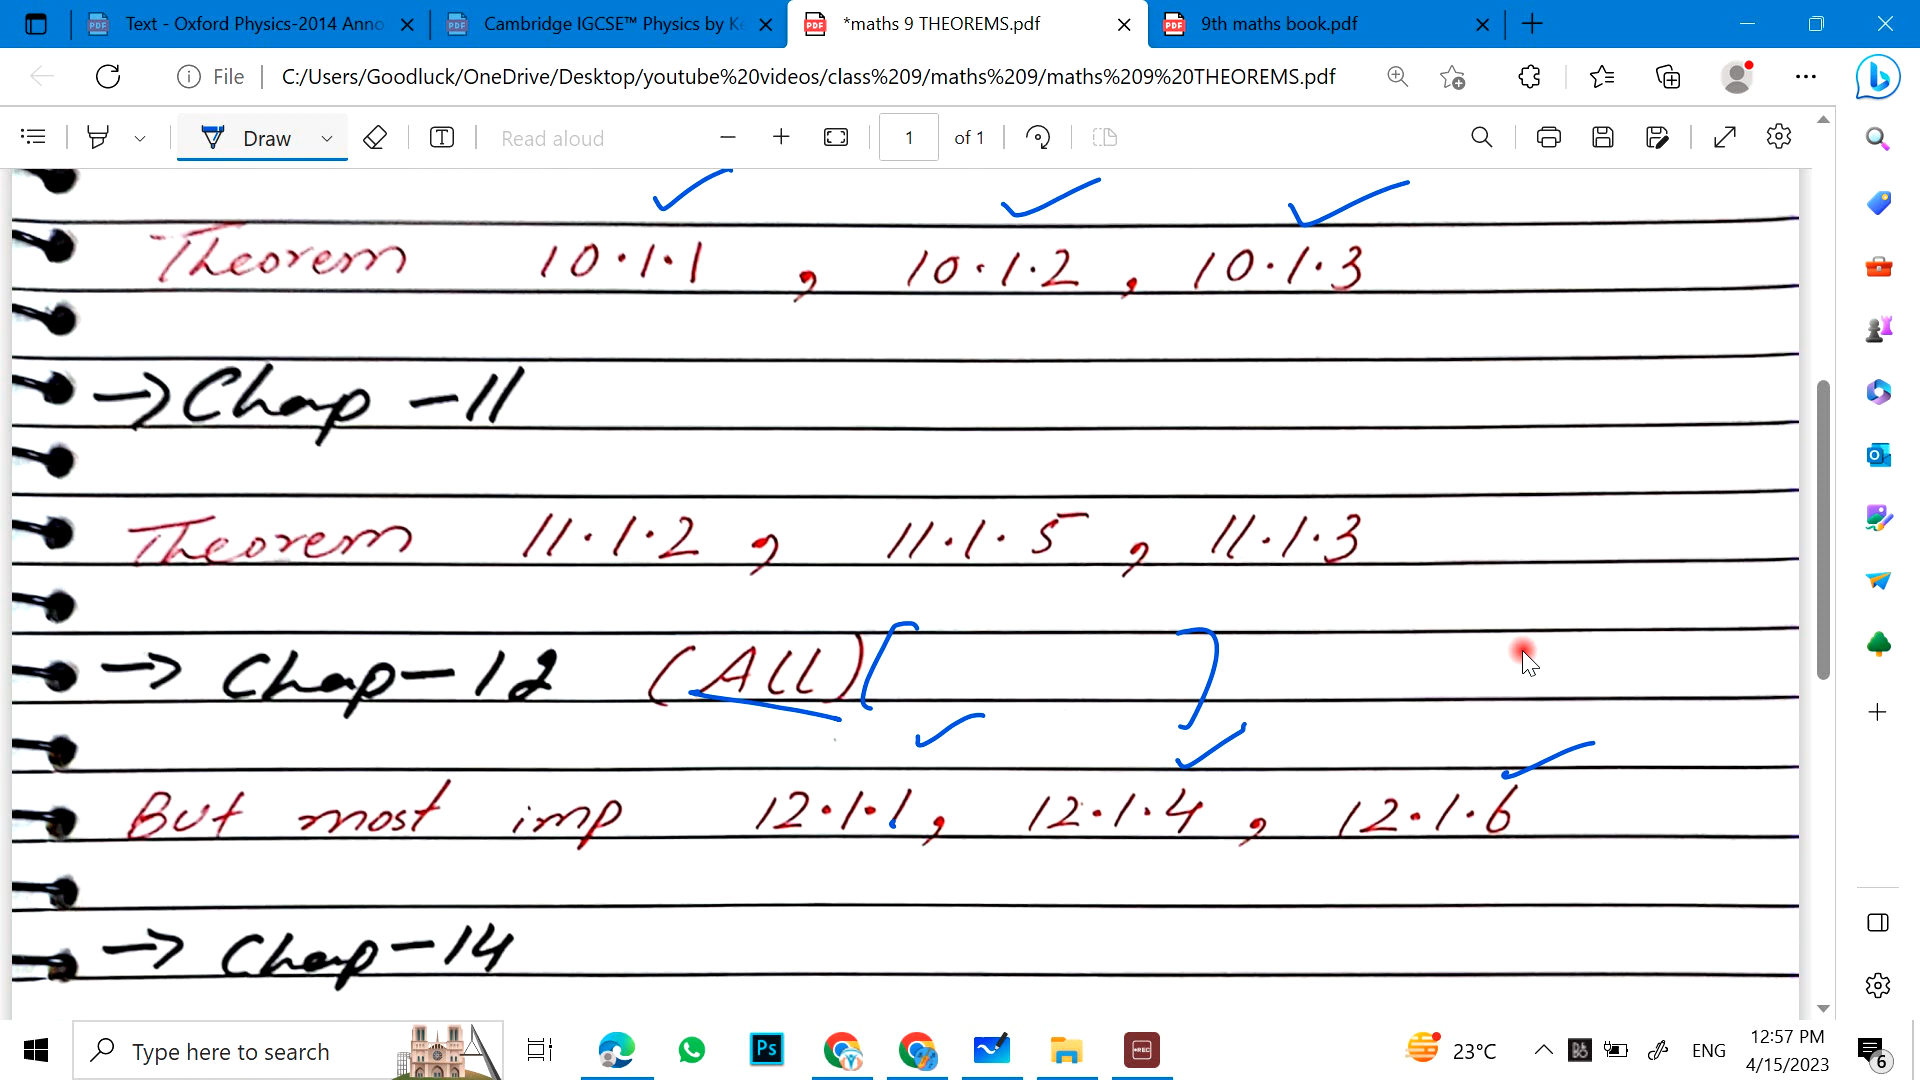 Text - Oxford Physics-2014 Anno
Cambridge IGCSE™ Physics by Ke
*maths 9 THEOREMS.pdf
9th maths book.pdf
File
C:/Users/Goodluck/OneDrive/Desktop/youtube%20videos/class%209/maths%209/maths%209%20THEOREMS.pdf
Draw
Read aloud
1
of 1
Theorem 10.1.1 , 10.1.2 , 10.1.3
→ Chap - 11
Theorem 11.1.2 , 11.1.5 , 11.1.3
→ Chap - 12 (ALL)
But most imp 12.1.1, 12.1.4 , 12.1.6
→ Chap - 14
Type here to search
Ps
REC
23°C
ENG
12:57 PM
4/15/2023
6